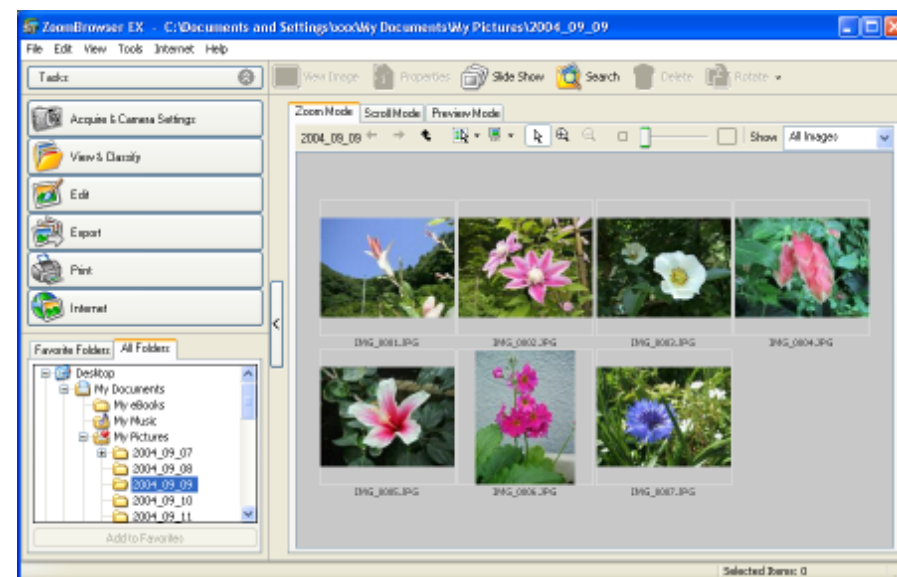 ZoomBrowser EX - C:\Documents and Settings\xxx\My Documents\My Pictures\2004_09_09
File Edit View Tools Internet Help
Tasks
View Image Properties Slide Show Search Delete Rotate
Acquire & Camera Settings
View & Classify
Edit
Export
Print
Internet
Zoom Mode Scroll Mode Preview Mode
2004_09_09 Show All Images
IMG_0001.JPG IMG_0002.JPG IMG_0003.JPG IMG_0004.JPG
IMG_0005.JPG IMG_0006.JPG IMG_0007.JPG
Favorite Folders All Folders
Desktop
My Documents
My eBooks
My Music
My Pictures
2004_09_07
2004_09_08
2004_09_09
2004_09_10
2004_09_11
Add to Favorites
Selected Items: 0